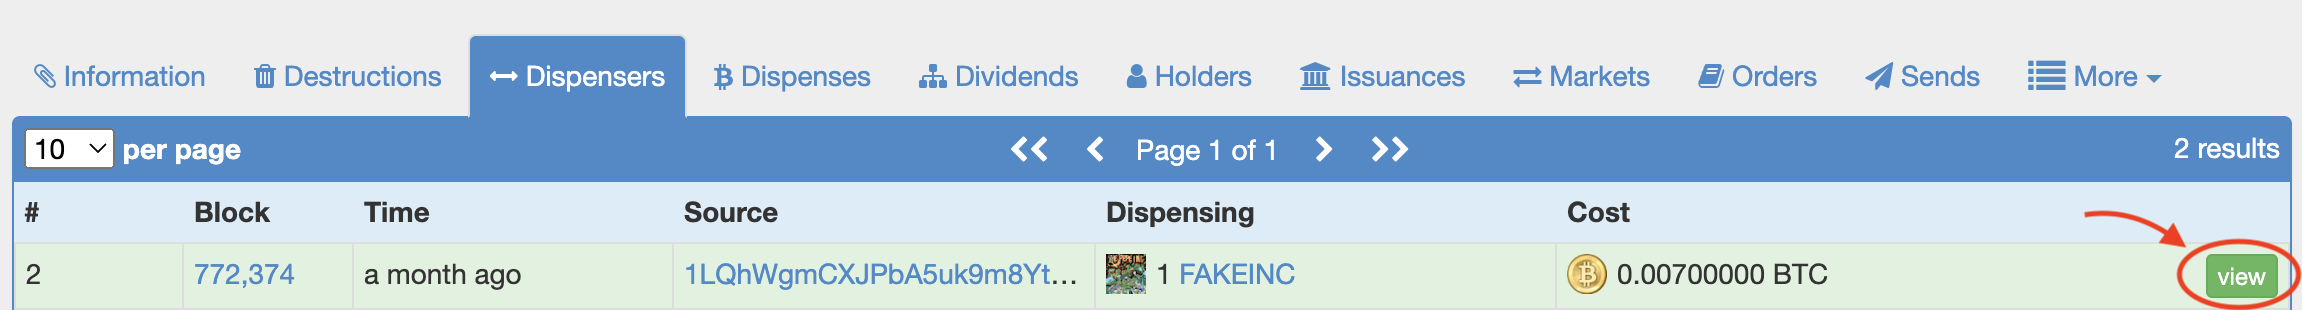 Information Destructions Dispensers Dispenses Dividends Holders Issuances Markets Orders Sends More
10 per page Page 1 of 1 2 results
# Block Time Source Dispensing Cost
2 772,374 a month ago 1LQhWgmCXJPbA5uk9m8Yt... 1 FAKEINC 0.00700000 BTC view